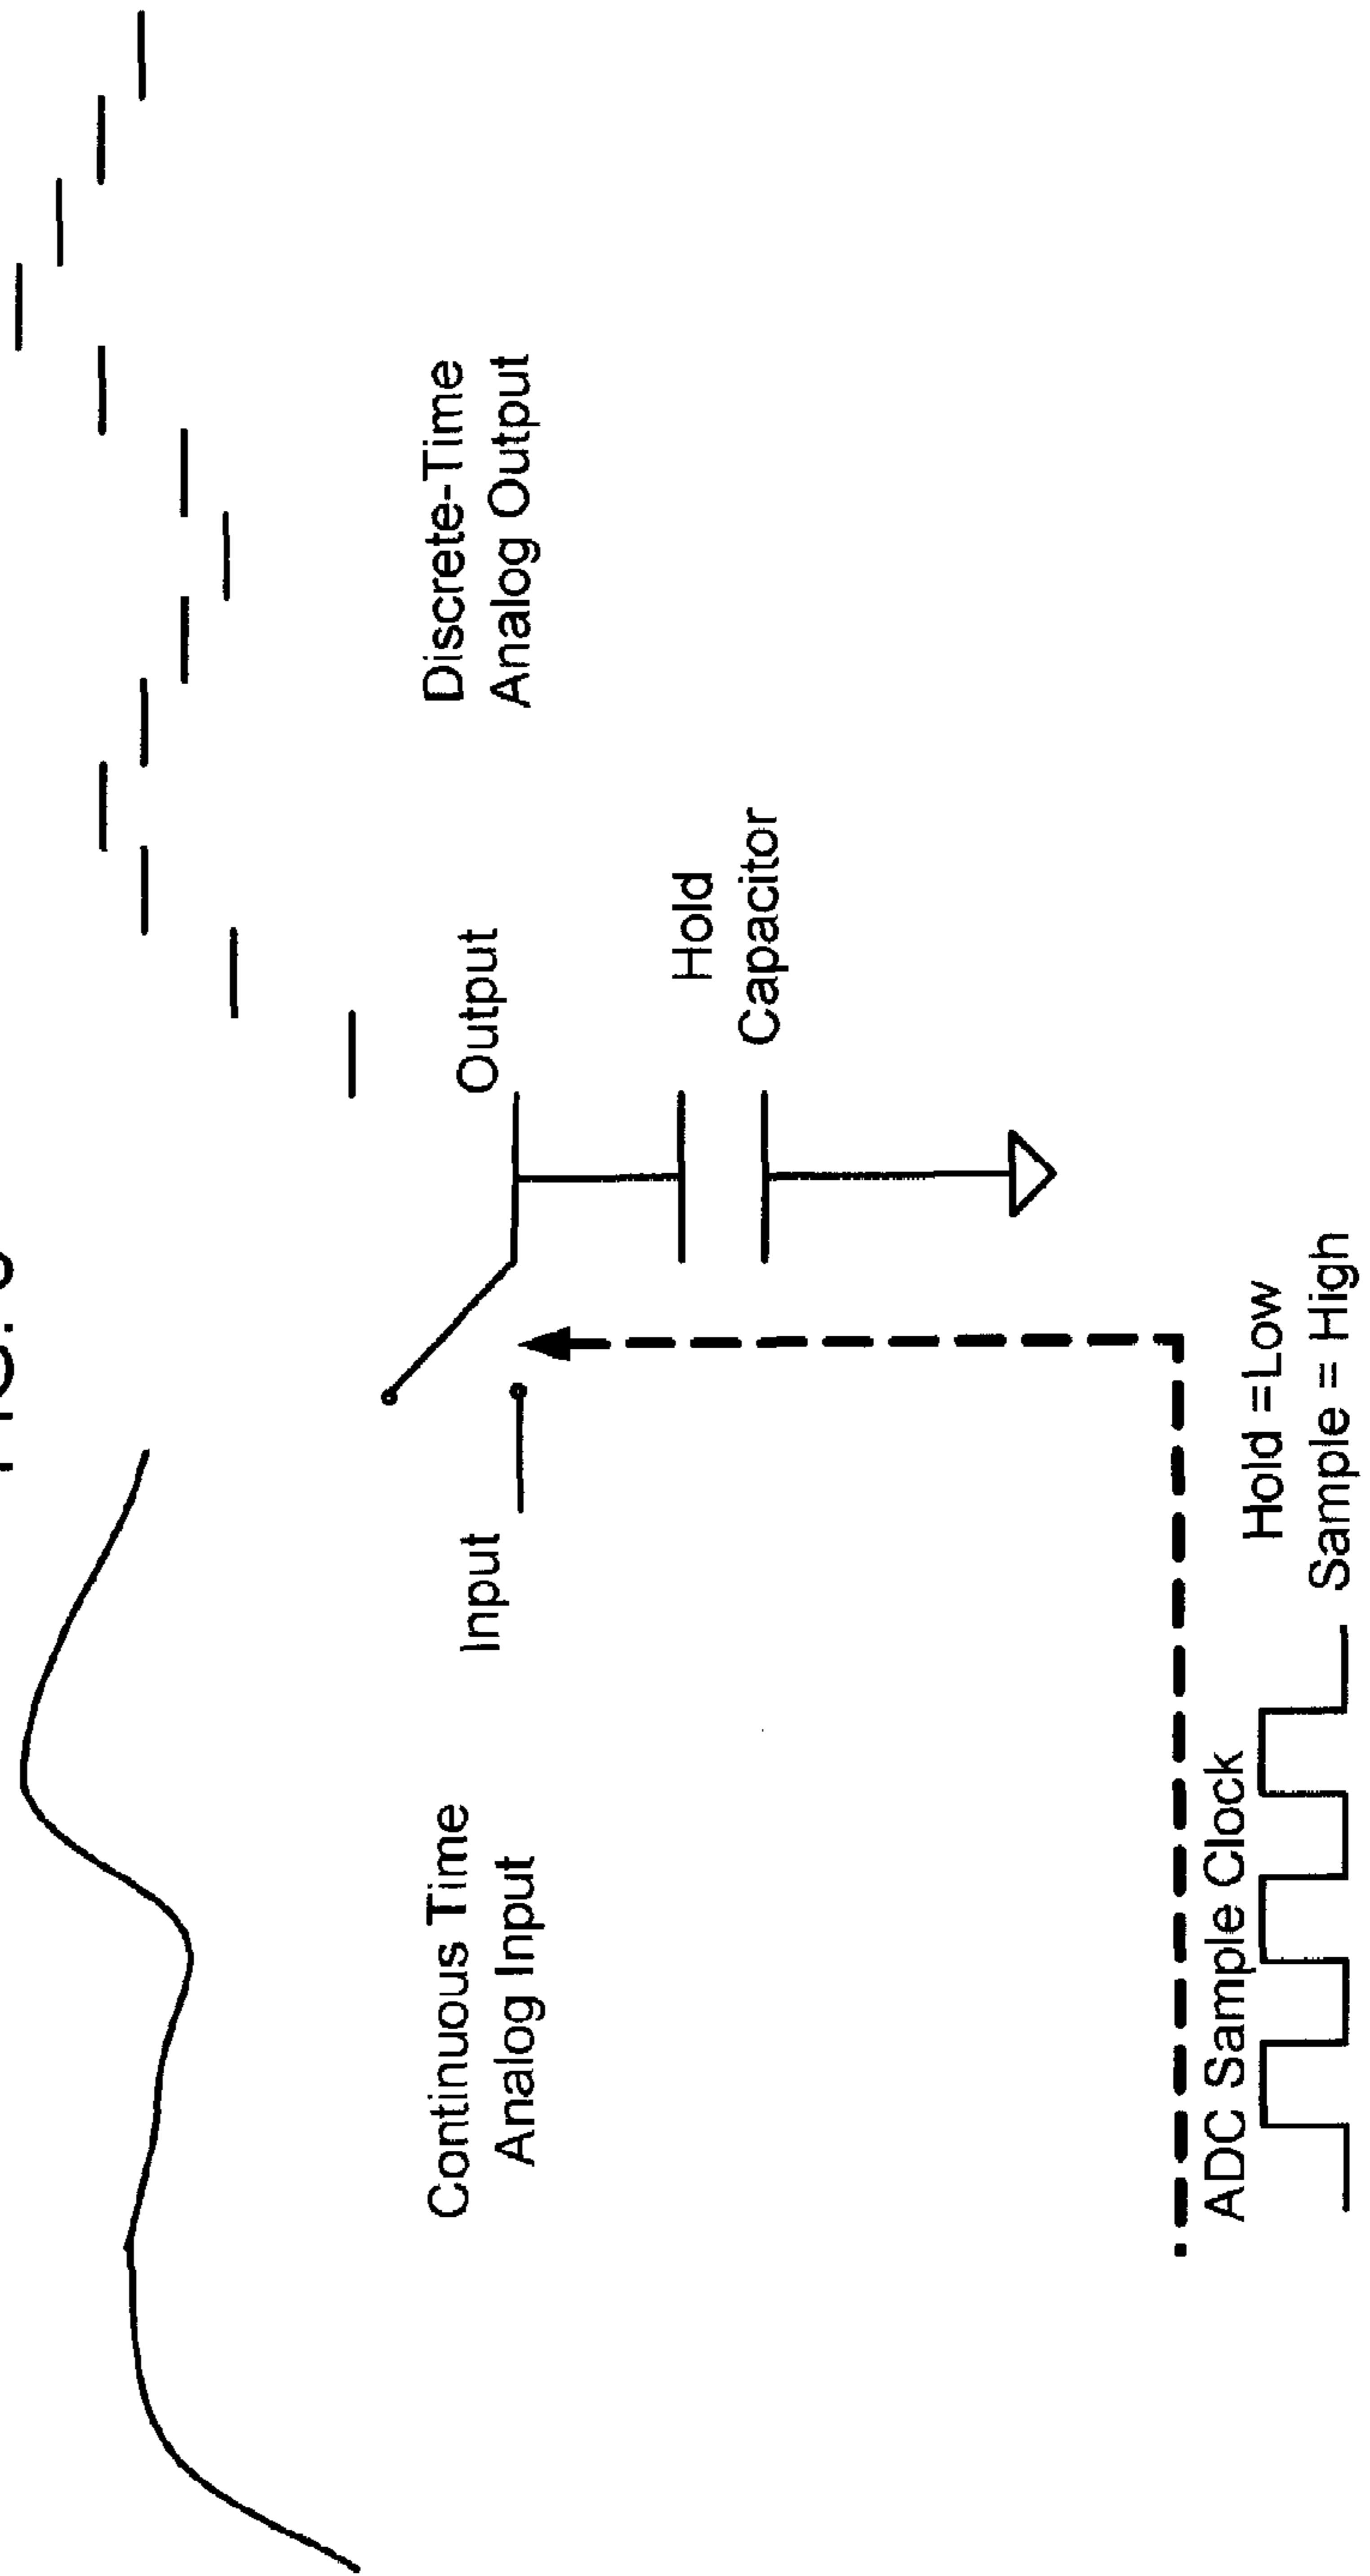 Continuous Time
Analog Input
Input
Output
Discrete-Time
Analog Output
Hold
Capacitor
ADC Sample Clock
Hold =Low
Sample = High